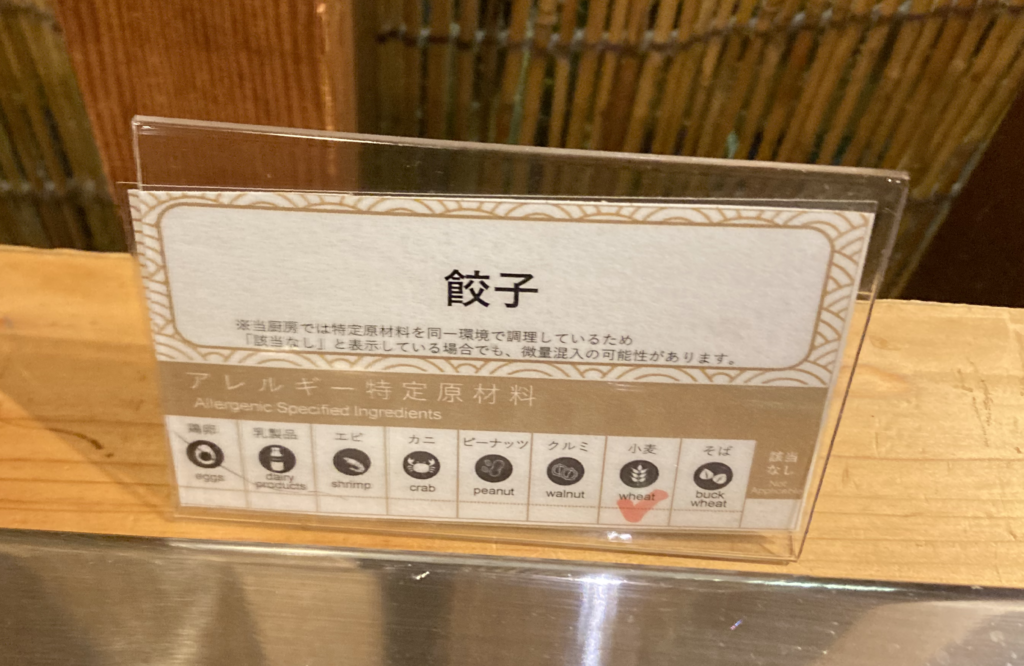 餃子
※当厨房では特定原材料を同一環境で調理しているため
「該当なし」と表示している場合でも、微量混入の可能性があります。
アレルギー特定原材料
Allergenic Specified Ingredients
鶏卵 乳製品 エビ カニ ピーナッツ クルミ 小麦 そば 該当なし
eggs dairy products shrimp crab peanut walnut wheat buck wheat Not Applicable